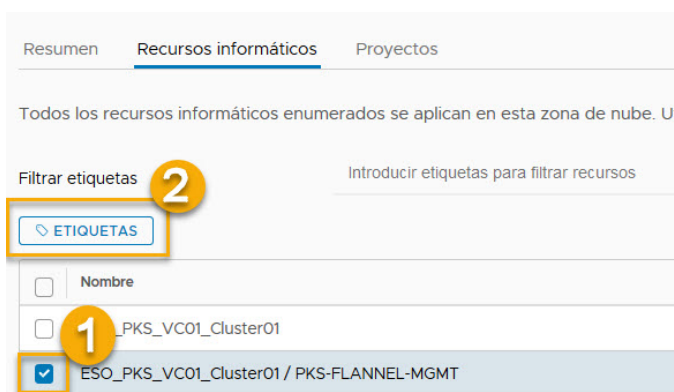 Resumen Recursos informáticos Proyectos
Todos los recursos informáticos enumerados se aplican en esta zona de nube. U
Filtrar etiquetas Introducir etiquetas para filtrar recursos
2
ETIQUETAS
Nombre
1 _PKS_VC01_Cluster01
ESO_PKS_VC01_Cluster01 / PKS-FLANNEL-MGMT